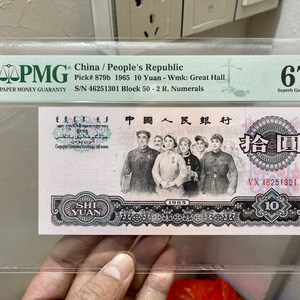 PMG
PAPER MONEY GUARANTY
China / People's Republic
Pick# 879b 1965 10 Yuan - Wmk: Great Hall
S/N 46251301 Block 50 - 2 R. Numerals
67
Superb Gem
中国人民银行
拾圆
VX 46251301
SHI
YUAN
1965
10